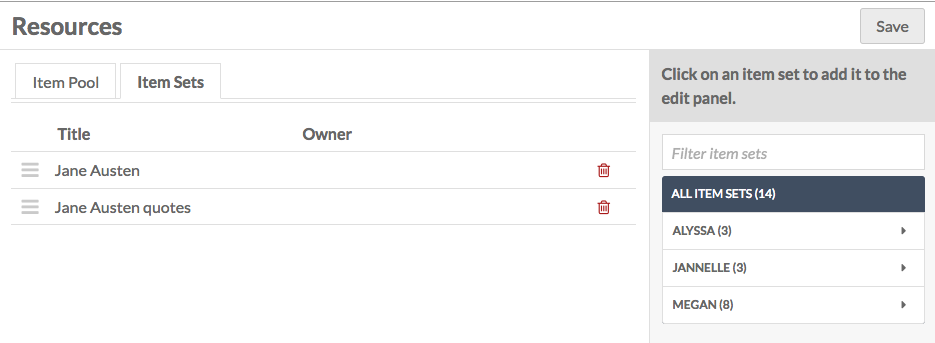 Resources
Save
Item Pool
Item Sets
Title
Owner
Jane Austen
Jane Austen quotes
Click on an item set to add it to the
edit panel.
Filter item sets
ALL ITEM SETS (14)
ALYSSA (3)
JANNELLE (3)
MEGAN (8)